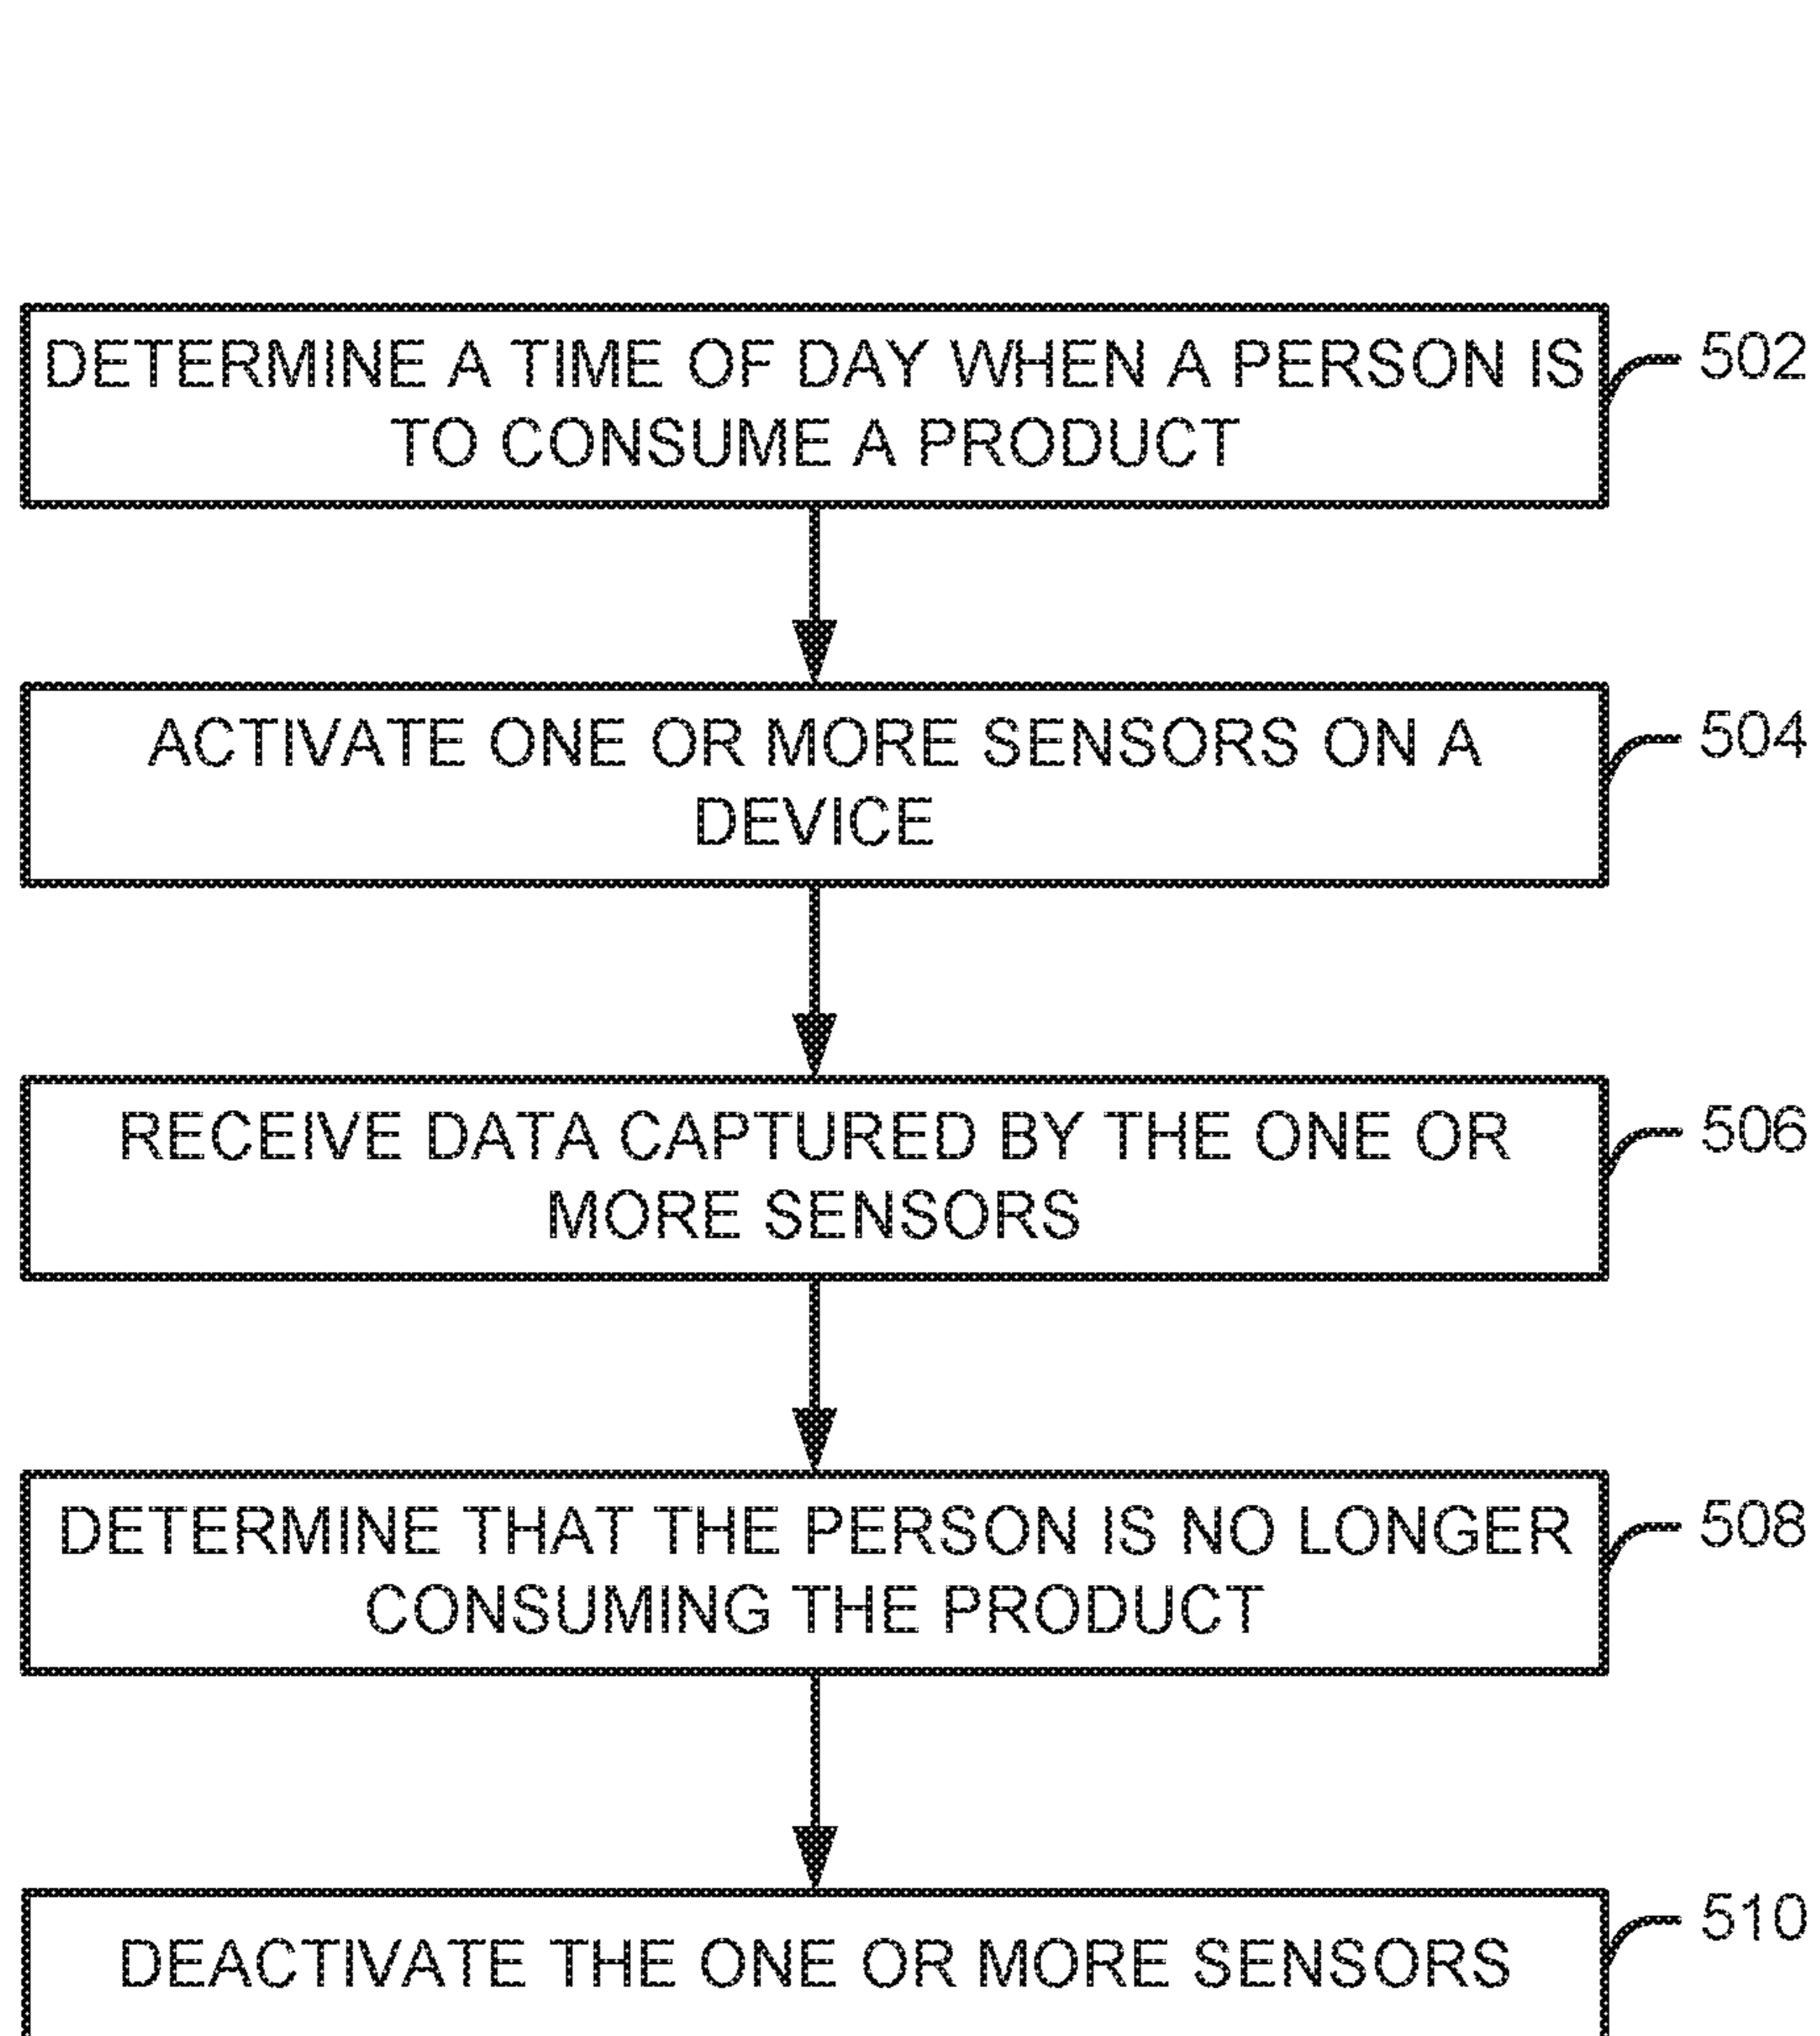 DETERMINE A TIME OF DAY WHEN A PERSON IS
TO CONSUME A PRODUCT
502
ACTIVATE ONE OR MORE SENSORS ON A
DEVICE
504
RECEIVE DATA CAPTURED BY THE ONE OR
MORE SENSORS
506
DETERMINE THAT THE PERSON IS NO LONGER
CONSUMING THE PRODUCT
508
DEACTIVATE THE ONE OR MORE SENSORS
510